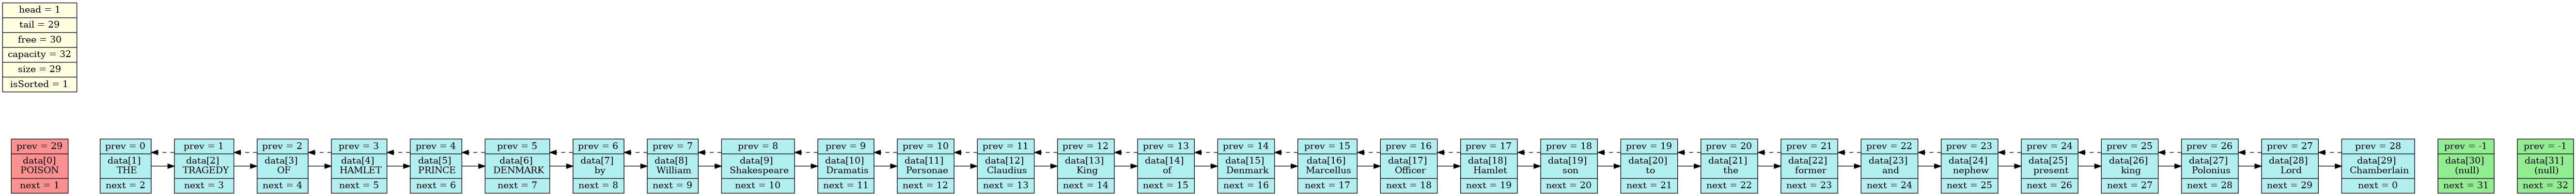 head = 1
tail = 29
free = 30
capacity = 32
size = 29
isSorted = 1
prev = 29
data[0]
POISON
next = 1
prev = 0
data[1]
THE
next = 2
prev = 1
data[2]
TRAGEDY
next = 3
prev = 2
data[3]
OF
next = 4
prev = 3
data[4]
HAMLET
next = 5
prev = 4
data[5]
PRINCE
next = 6
prev = 5
data[6]
DENMARK
next = 7
prev = 6
data[7]
by
next = 8
prev = 7
data[8]
William
next = 9
prev = 8
data[9]
Shakespeare
next = 10
prev = 9
data[10]
Dramatis
next = 11
prev = 10
data[11]
Personae
next = 12
prev = 11
data[12]
Claudius
next = 13
prev = 12
data[13]
King
next = 14
prev = 13
data[14]
of
next = 15
prev = 14
data[15]
Denmark
next = 16
prev = 15
data[16]
Marcellus
next = 17
prev = 16
data[17]
Officer
next = 18
prev = 17
data[18]
Hamlet
next = 19
prev = 18
data[19]
son
next = 20
prev = 19
data[20]
to
next = 21
prev = 20
data[21]
the
next = 22
prev = 21
data[22]
former
next = 23
prev = 22
data[23]
and
next = 24
prev = 23
data[24]
nephew
next = 25
prev = 24
data[25]
present
next = 26
prev = 25
data[26]
king
next = 27
prev = 26
data[27]
Polonius
next = 28
prev = 27
data[28]
Lord
next = 29
prev = 28
data[29]
Chamberlain
next = 0
prev = -1
data[30]
(null)
next = 31
prev = -1
data[31]
(null)
next = 32